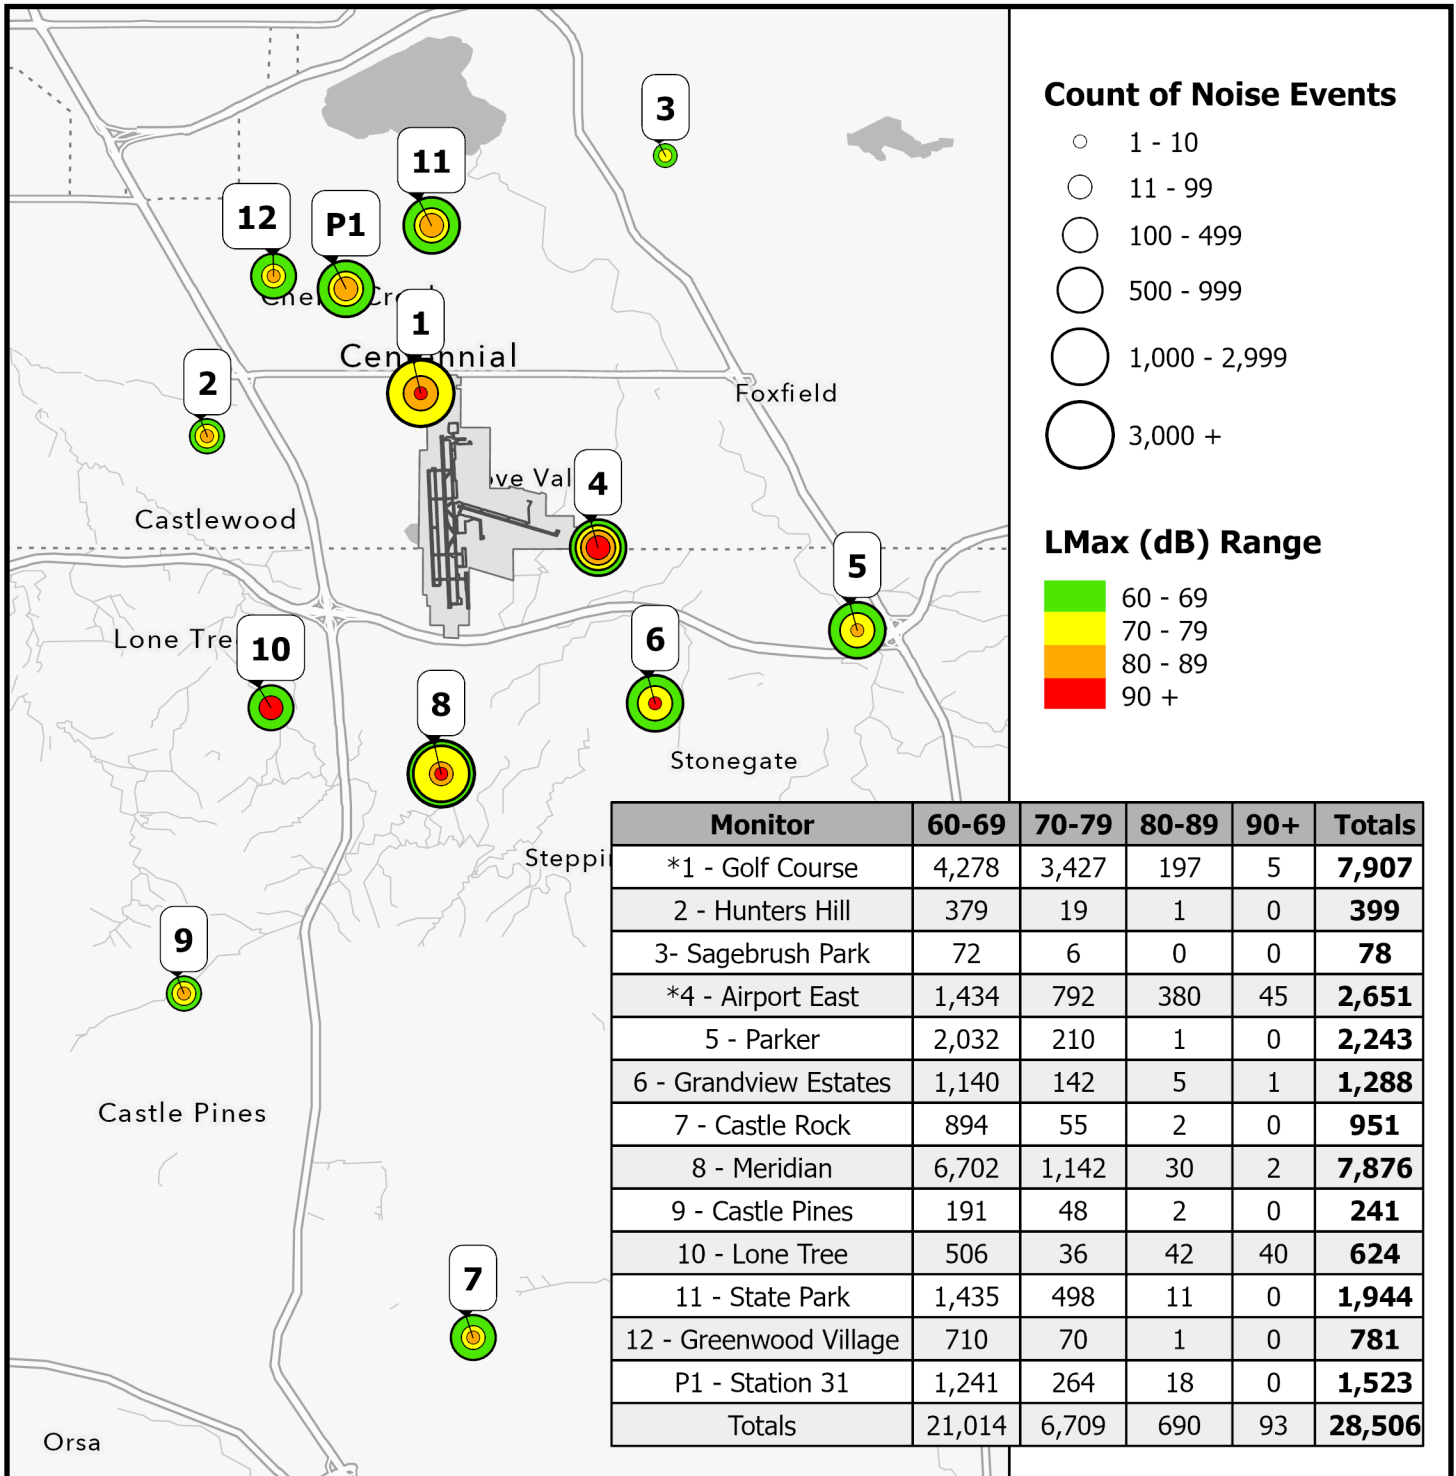 3
11
12
P1
Che
Cre
1
Centennial
2
Foxfield
ove Val
4
Castlewood
5
Lone Tre
10
6
8
Stonegate
Steppi
9
Castle Pines
7
Orsa
Count of Noise Events
1 - 10
11 - 99
100 - 499
500 - 999
1,000 - 2,999
3,000 +
LMax (dB) Range
60 - 69
70 - 79
80 - 89
90 +
Monitor 60-69 70-79 80-89 90+ Totals
*1 - Golf Course 4,278 3,427 197 5 7,907
2 - Hunters Hill 379 19 1 0 399
3- Sagebrush Park 72 6 0 0 78
*4 - Airport East 1,434 792 380 45 2,651
5 - Parker 2,032 210 1 0 2,243
6 - Grandview Estates 1,140 142 5 1 1,288
7 - Castle Rock 894 55 2 0 951
8 - Meridian 6,702 1,142 30 2 7,876
9 - Castle Pines 191 48 2 0 241
10 - Lone Tree 506 36 42 40 624
11 - State Park 1,435 498 11 0 1,944
12 - Greenwood Village 710 70 1 0 781
P1 - Station 31 1,241 264 18 0 1,523
Totals 21,014 6,709 690 93 28,506